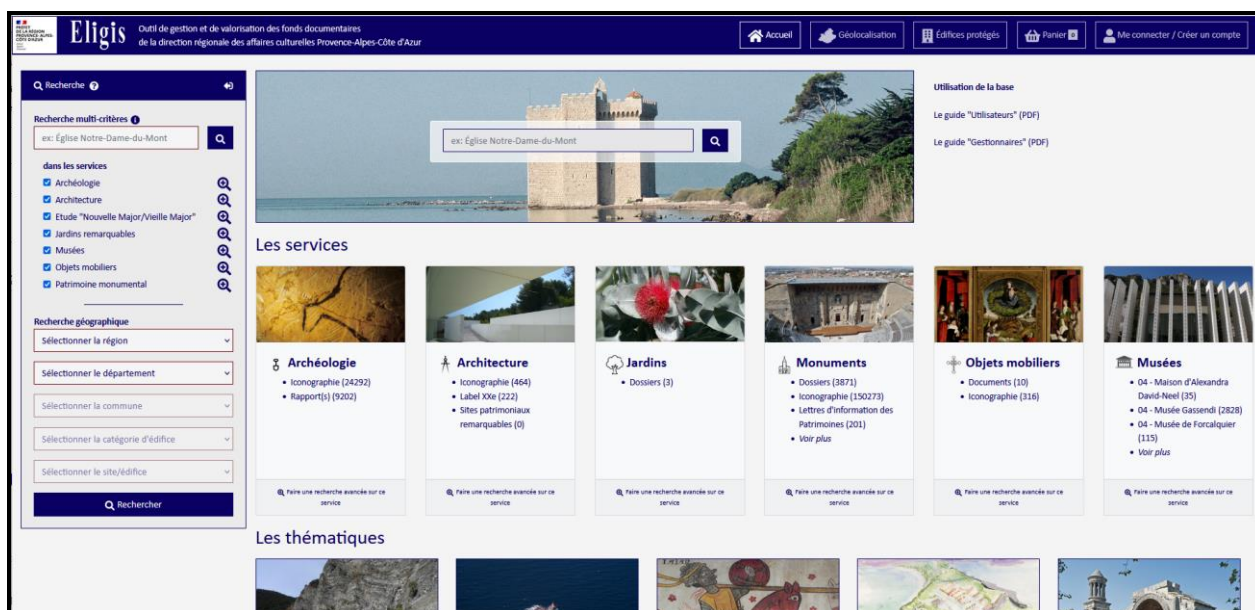 PRÉFET
DE LA RÉGION
PROVENCE-ALPES-
CÔTE D'AZUR
Eligis
Outil de gestion et de valorisation des fonds documentaires
de la direction régionale des affaires culturelles Provence-Alpes-Côte d'Azur
Accueil
Géolocalisation
Édifices protégés
Panier 0
Me connecter / Créer un compte
Recherche
Recherche multi-critères
ex: Église Notre-Dame-du-Mont
dans les services
Archéologie
Architecture
Etude "Nouvelle Major/Vieille Major"
Jardins remarquables
Musées
Objets mobiliers
Patrimoine monumental
Recherche géographique
Sélectionner la région
Sélectionner le département
Sélectionner la commune
Sélectionner la catégorie d'édifice
Sélectionner le site/édifice
Rechercher
ex: Église Notre-Dame-du-Mont
Utilisation de la base
Le guide "Utilisateurs" (PDF)
Le guide "Gestionnaires" (PDF)
Les services
Archéologie
Iconographie (24292)
Rapport(s) (9202)
Faire une recherche avancée sur ce
service
Architecture
Iconographie (464)
Label XXe (222)
Sites patrimoniaux
remarquables (0)
Faire une recherche avancée sur ce
service
Jardins
Dossiers (3)
Faire une recherche avancée sur ce
service
Monuments
Dossiers (3871)
Iconographie (150273)
Lettres d'information des
Patrimoines (201)
Voir plus
Faire une recherche avancée sur ce
service
Objets mobiliers
Documents (10)
Iconographie (316)
Faire une recherche avancée sur ce
service
Musées
04 - Maison d'Alexandra
David-Neel (35)
04 - Musée Gassendi (2828)
04 - Musée de Forcalquier
(115)
Voir plus
Faire une recherche avancée sur ce
service
Les thématiques